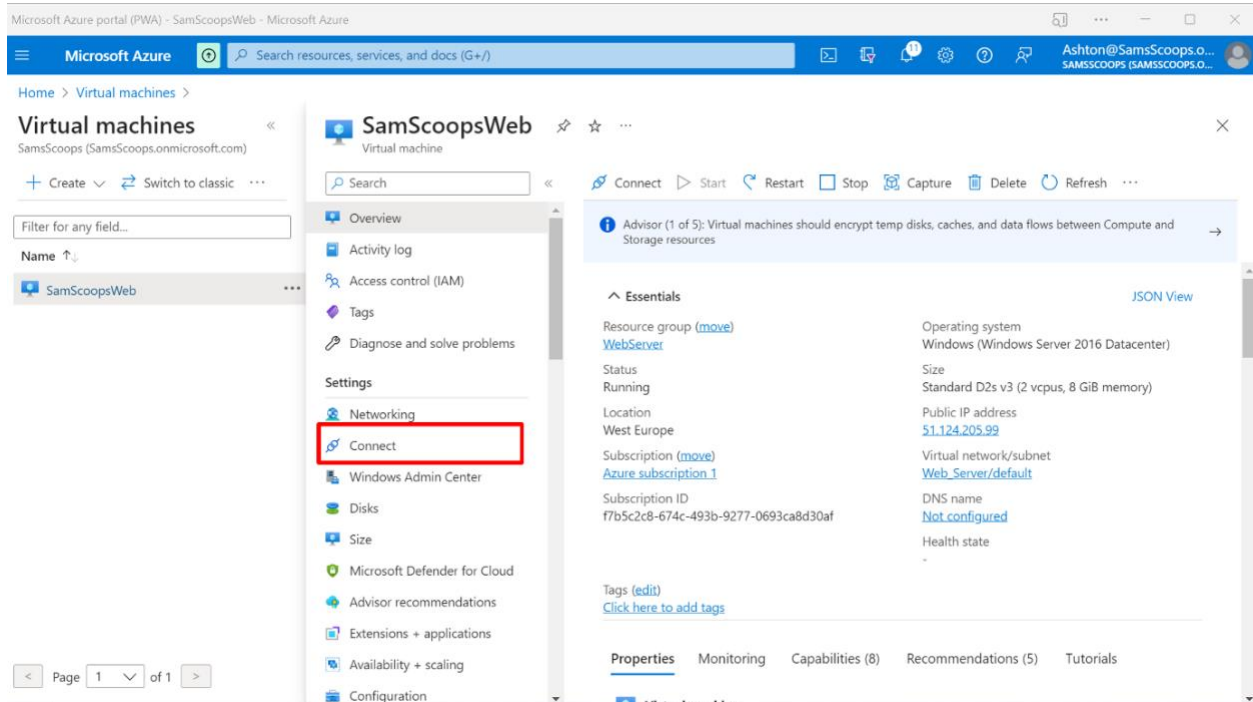 Microsoft Azure portal (PWA) - SamScoopsWeb - Microsoft Azure
Microsoft Azure
Search resources, services, and docs (G+/)
11
Ashton@SamsScoops.o...
SAMSSCOOPS (SAMSSCOOPS.O...
Home > Virtual machines >
Virtual machines
SamsScoops (SamsScoops.onmicrosoft.com)
+ Create Switch to classic ...
Filter for any field...
Name ↑↓
SamScoopsWeb ...
< Page 1 of 1 >
SamScoopsWeb ...
Virtual machine
Search
Overview
Activity log
Access control (IAM)
Tags
Diagnose and solve problems
Settings
Networking
Connect
Windows Admin Center
Disks
Size
Microsoft Defender for Cloud
Advisor recommendations
Extensions + applications
Availability + scaling
Configuration
Connect Start Restart Stop Capture Delete Refresh ...
Advisor (1 of 5): Virtual machines should encrypt temp disks, caches, and data flows between Compute and
Storage resources
Essentials
JSON View
Resource group (move)
WebServer
Status
Running
Location
West Europe
Subscription (move)
Azure subscription 1
Subscription ID
f7b5c2c8-674c-493b-9277-0693ca8d30af
Operating system
Windows (Windows Server 2016 Datacenter)
Size
Standard D2s v3 (2 vcpus, 8 GiB memory)
Public IP address
51.124.205.99
Virtual network/subnet
Web_Server/default
DNS name
Not configured
Health state
-
Tags (edit)
Click here to add tags
Properties Monitoring Capabilities (8) Recommendations (5) Tutorials